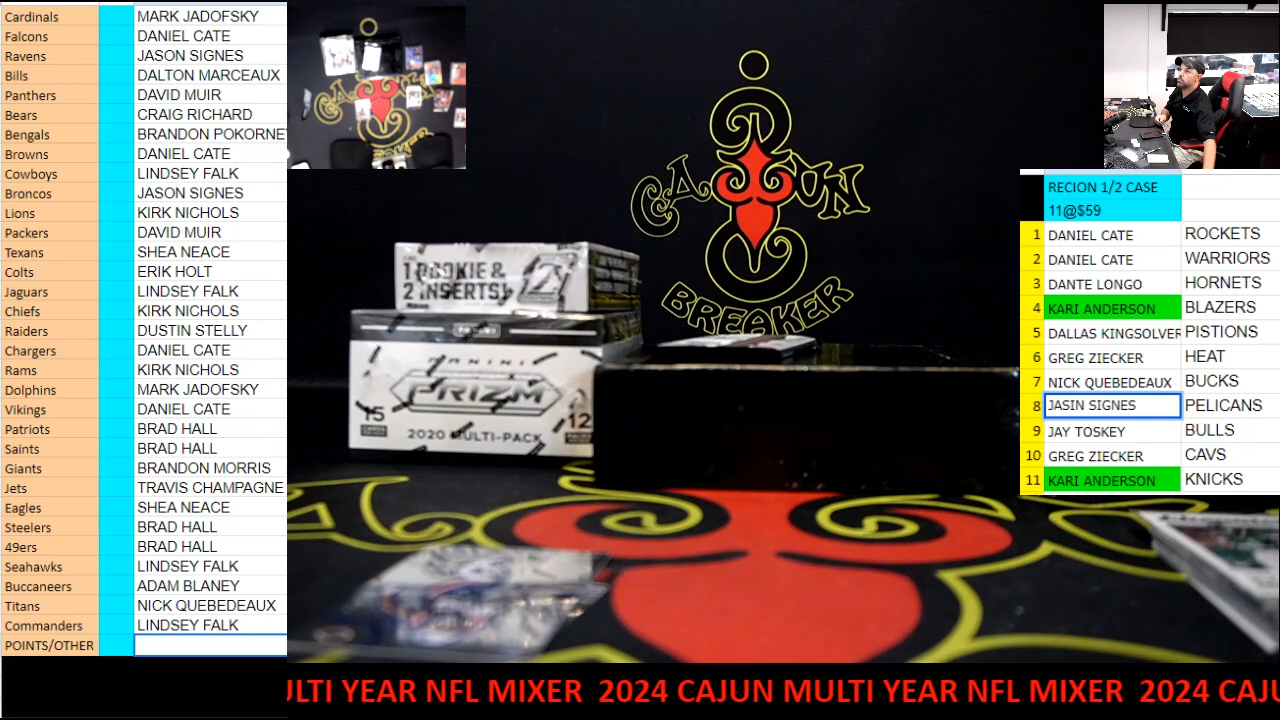 Cardinals MARK JADOFSKY
Falcons DANIEL CATE
Ravens JASON SIGNES
Bills DALTON MARCEAUX
Panthers DAVID MUIR
Bears CRAIG RICHARD
Bengals BRANDON POKORNE
Browns DANIEL CATE
Cowboys LINDSEY FALK
Broncos JASON SIGNES
Lions KIRK NICHOLS
Packers DAVID MUIR
Texans SHEA NEACE
Colts ERIK HOLT
Jaguars LINDSEY FALK
Chiefs KIRK NICHOLS
Raiders DUSTIN STELLY
Chargers DANIEL CATE
Rams KIRK NICHOLS
Dolphins MARK JADOFSKY
Vikings DANIEL CATE
Patriots BRAD HALL
Saints BRAD HALL
Giants BRANDON MORRIS
Jets TRAVIS CHAMPAGNE
Eagles SHEA NEACE
Steelers BRAD HALL
49ers BRAD HALL
Seahawks LINDSEY FALK
Buccaneers ADAM BLANEY
Titans NICK QUEBEDEAUX
Commanders LINDSEY FALK
POINTS/OTHER
CAJUN
BREAKER
1 ROOKIE &
2 INSERTS!
PANINI
PRIZM
15
12
2020 MULTI-PACK
RECION 1/2 CASE
11@$59
1 DANIEL CATE ROCKETS
2 DANIEL CATE WARRIORS
3 DANTE LONGO HORNETS
4 KARI ANDERSON BLAZERS
5 DALLAS KINGSOLVER PISTIONS
6 GREG ZIECKER HEAT
7 NICK QUEBEDEAUX BUCKS
8 JASIN SIGNES PELICANS
9 JAY TOSKEY BULLS
10 GREG ZIECKER CAVS
11 KARI ANDERSON KNICKS
ULTI YEAR NFL MIXER 2024 CAJUN MULTI YEAR NFL MIXER 2024 CAJU